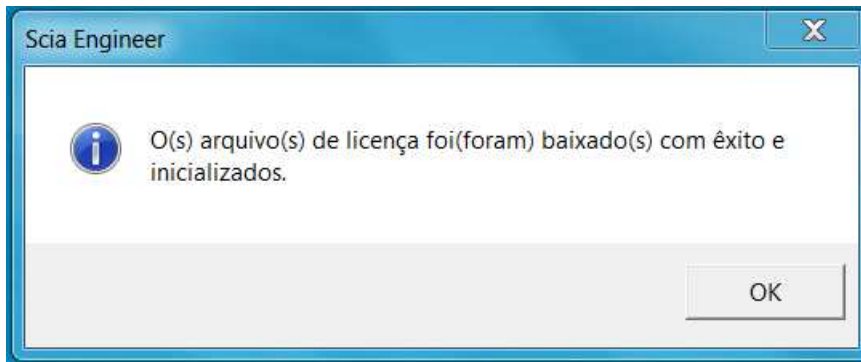 Scia Engineer
O(s) arquivo(s) de licença foi(foram) baixado(s) com êxito e
inicializados.
OK